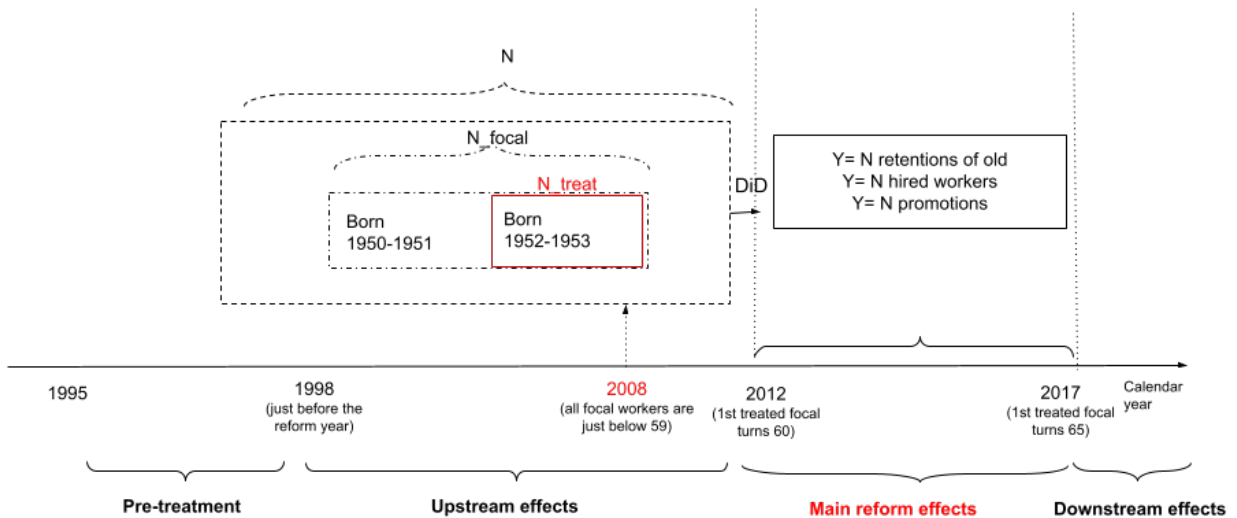 N
N_focal
N_treat
Born
1950-1951
Born
1952-1953
DiD
Y= N retentions of old
Y= N hired workers
Y= N promotions
1995
1998
(just before the
reform year)
2008
(all focal workers are
just below 59)
2012
(1st treated focal
turns 60)
2017
(1st treated focal
turns 65)
Calendar
year
Pre-treatment
Upstream effects
Main reform effects
Downstream effects